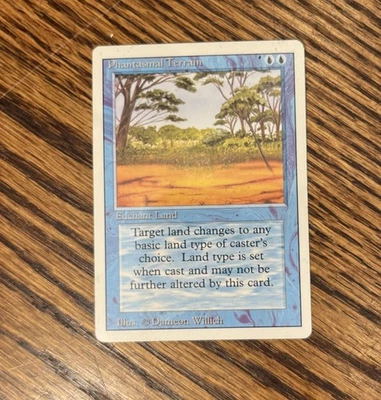 Phantasmal Terrain
Enchant Land
Target land changes to any
basic land type of caster's
choice. Land type is set
when cast and may not be
further altered by this card.
Illus. © Dameon Willich